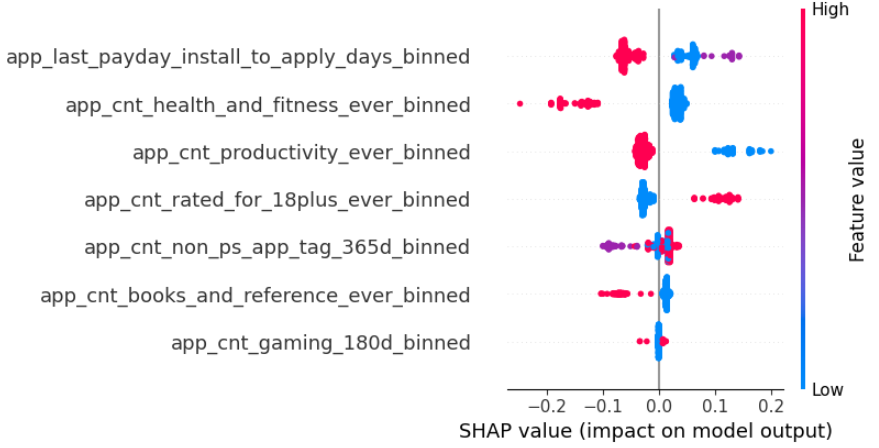 High
app_last_payday_install_to_apply_days_binned
app_cnt_health_and_fitness_ever_binned
app_cnt_productivity_ever_binned
app_cnt_rated_for_18plus_ever_binned
app_cnt_non_ps_app_tag_365d_binned
app_cnt_books_and_reference_ever_binned
app_cnt_gaming_180d_binned
Feature value
Low
−0.2 −0.1 0.0 0.1 0.2
SHAP value (impact on model output)